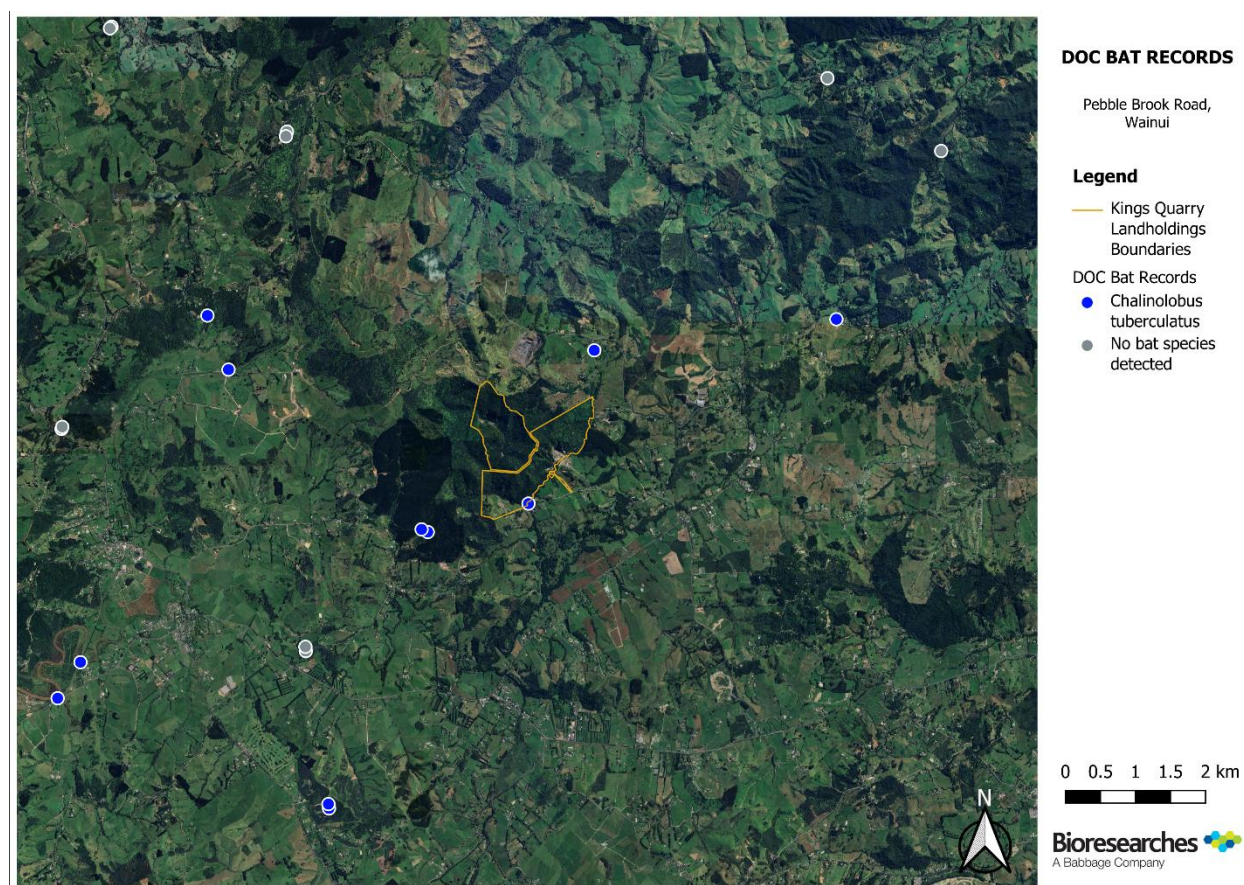 DOC BAT RECORDS
Pebble Brook Road,
Wainui
Legend
Kings Quarry
Landholdings
Boundaries
DOC Bat Records
Chalinolobus
tuberculatus
No bat species
detected
N
0 0.5 1 1.5 2 km
Bioresearches
A Babbage Company